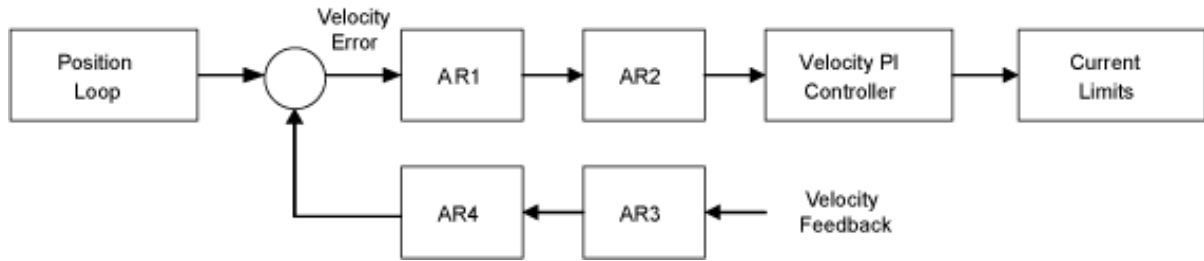 Position
Loop
Velocity
Error
AR1
AR2
Velocity PI
Controller
Current
Limits
AR4
AR3
Velocity
Feedback